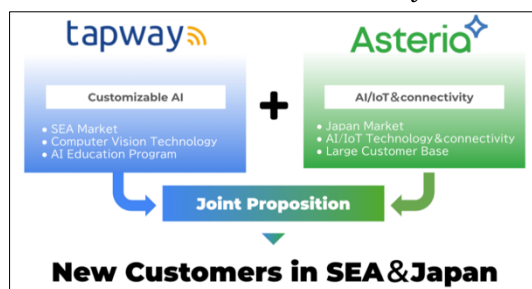 tapway
Asteria
Customizable AI
+
AI/IoT&connectivity
• SEA Market
• Computer Vision Technology
• AI Education Program
• Japan Market
• AI/IoT Technology&connectivity
• Large Customer Base
Joint Proposition
New Customers in SEA&Japan